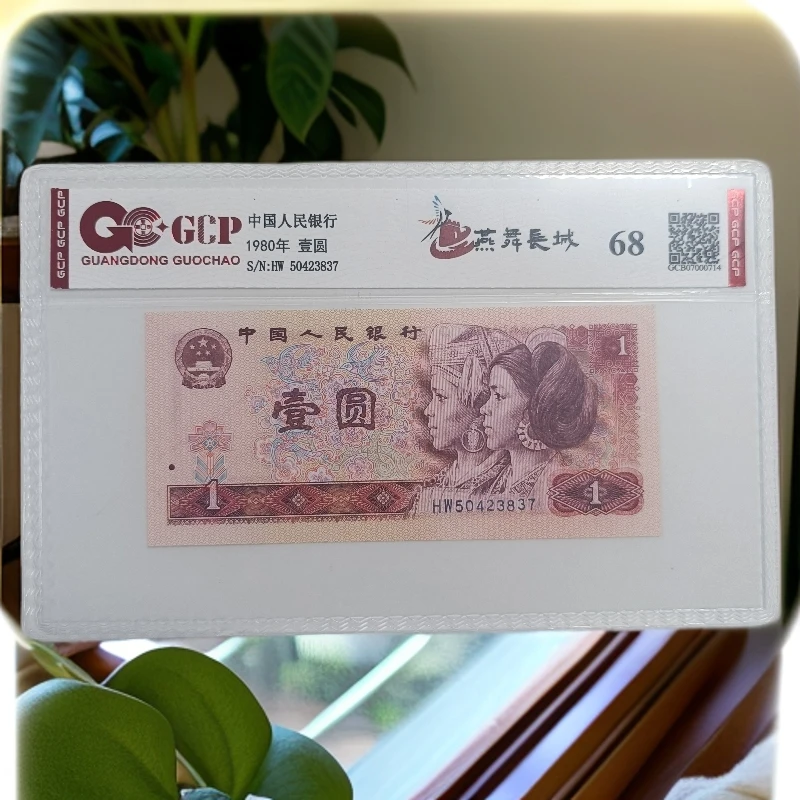 GCP GCP GCP
GC GCP
GUANGDONG GUOCHAO
中国人民银行
1980年 壹圆
S/N:HW 50423837
燕舞長城
68
GCB07000714
GCP GCP GCP
中国人民银行
1
壹圆
1
HW50423837
1